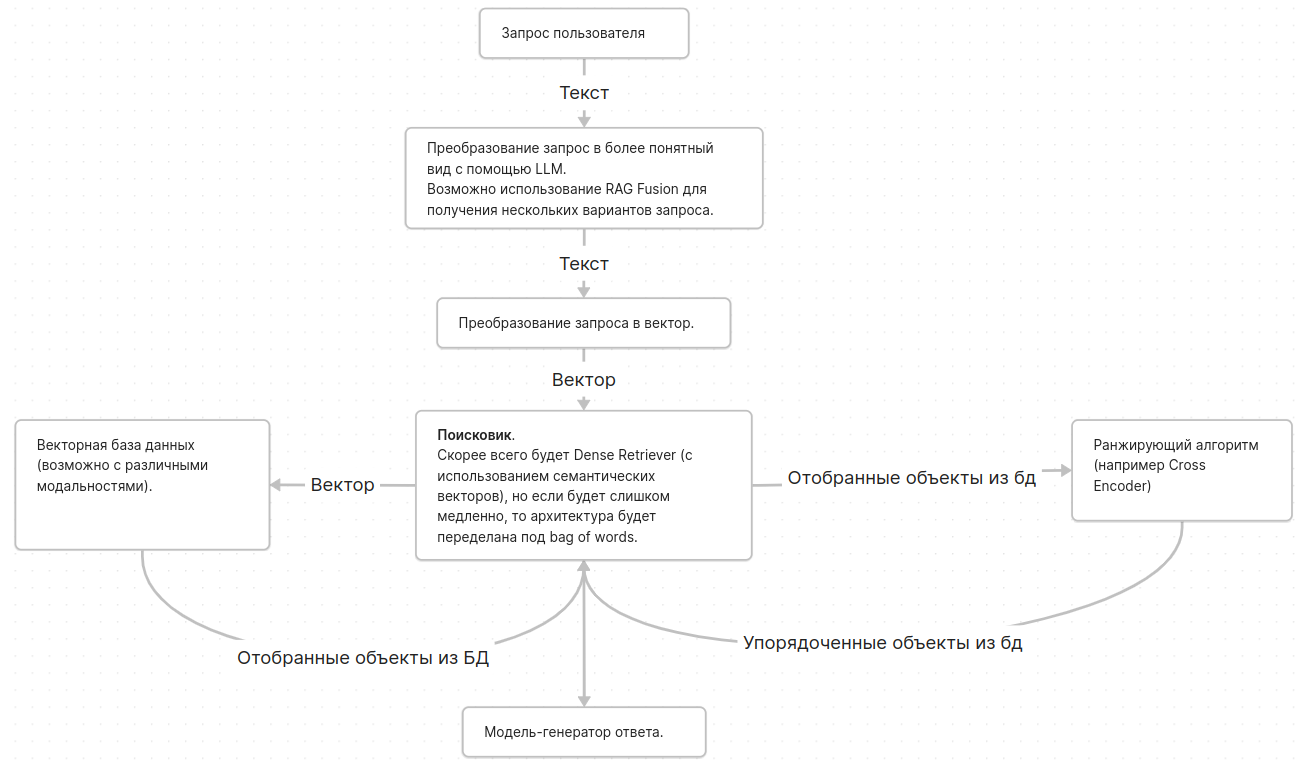 Запрос пользователя
Текст
Преобразование запрос в более понятный
вид с помощью LLM.
Возможно использование RAG Fusion для
получения нескольких вариантов запроса.
Текст
Преобразование запроса в вектор.
Вектор
Векторная база данных
(возможно с различными
модальностями).
Вектор
Поисковик.
Скорее всего будет Dense Retriever (с
использованием семантических
векторов), но если будет слишком
медленно, то архитектура будет
переделана под bag of words.
Отобранные объекты из бд
Ранжирующий алгоритм
(например Cross
Encoder)
Отобранные объекты из БД
Упорядоченные объекты из бд
Модель-генератор ответа.